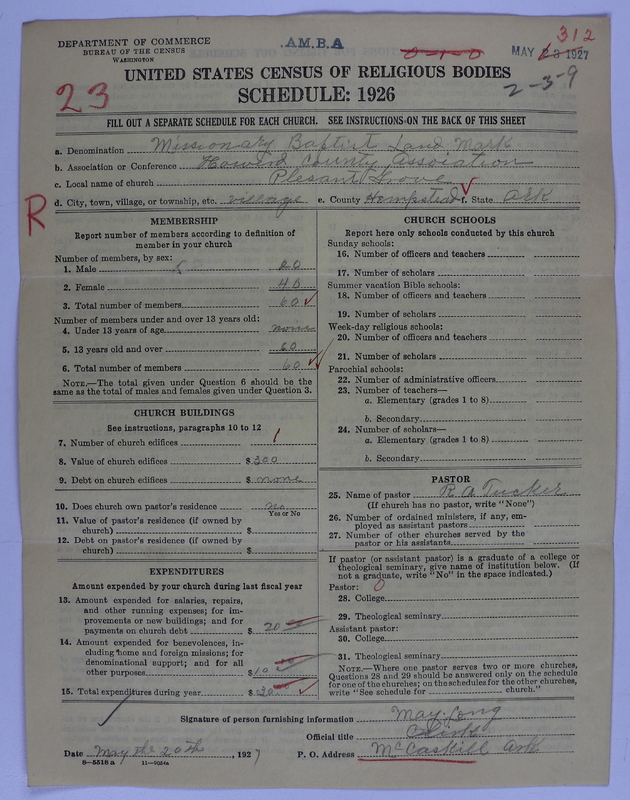 DEPARTMENT OF COMMERCE
BUREAU OF THE CENSUS
WASHINGTON
.A.M.B.A
0-1-0
312
MAY 23 1927
2-3-9
23
UNITED STATES CENSUS OF RELIGIOUS BODIES
SCHEDULE: 1926
FILL OUT A SEPARATE SCHEDULE FOR EACH CHURCH. SEE INSTRUCTIONS ON THE BACK OF THIS SHEET
a. Denomination Missionary Baptist Land Mark
b. Association or Conference Howard County Association
c. Local name of church Plesant Grove
R
d. City, town, village, or township, etc. village e. County Hempstead f. State Ark
MEMBERSHIP
Report number of members according to definition of member in your church
Number of members, by sex:
1. Male 20
2. Female 40
3. Total number of members 60
Number of members under and over 13 years old:
4. Under 13 years of age none
5. 13 years old and over 60
6. Total number of members 60
NOTE.—The total given under Question 6 should be the same as the total of males and females given under Question 3.
CHURCH BUILDINGS
See instructions, paragraphs 10 to 12
7. Number of church edifices 1
8. Value of church edifices $ 300
9. Debt on church edifices $ none
10. Does church own pastor's residence no
Yes or No
11. Value of pastor's residence (if owned by church) $
12. Debt on pastor's residence (if owned by church) $
EXPENDITURES
Amount expended by your church during last fiscal year
13. Amount expended for salaries, repairs, and other running expenses; for improvements or new buildings; and for payments on church debt $ 20
14. Amount expended for benevolences, including home and foreign missions; for denominational support; and for all other purposes $ 10
15. Total expenditures during year $ 30
CHURCH SCHOOLS
Report here only schools conducted by this church
Sunday schools:
16. Number of officers and teachers
17. Number of scholars
Summer vacation Bible schools:
18. Number of officers and teachers
19. Number of scholars
Week-day religious schools:
20. Number of officers and teachers
21. Number of scholars
Parochial schools:
22. Number of administrative officers
23. Number of teachers—
a. Elementary (grades 1 to 8)
b. Secondary
24. Number of scholars—
a. Elementary (grades 1 to 8)
b. Secondary
PASTOR
25. Name of pastor R A Tucker
(If church has no pastor, write "None")
26. Number of ordained ministers, if any, employed as assistant pastors
27. Number of other churches served by the pastor or his assistants
If pastor (or assistant pastor) is a graduate of a college or theological seminary, give name of institution below. (If not a graduate, write "No" in the space indicated.)
Pastor: 0
28. College
29. Theological seminary
Assistant pastor:
30. College
31. Theological seminary
NOTE.—Where one pastor serves two or more churches, Questions 28 and 29 should be answered only on the schedule for one of the churches; on the schedules for the other churches, write "See schedule for church."
Signature of person furnishing information May Long
Official title Clerk
Date May the 20th, 1927 P. O. Address McCaskill Ark
8—5518 a 11—9054a